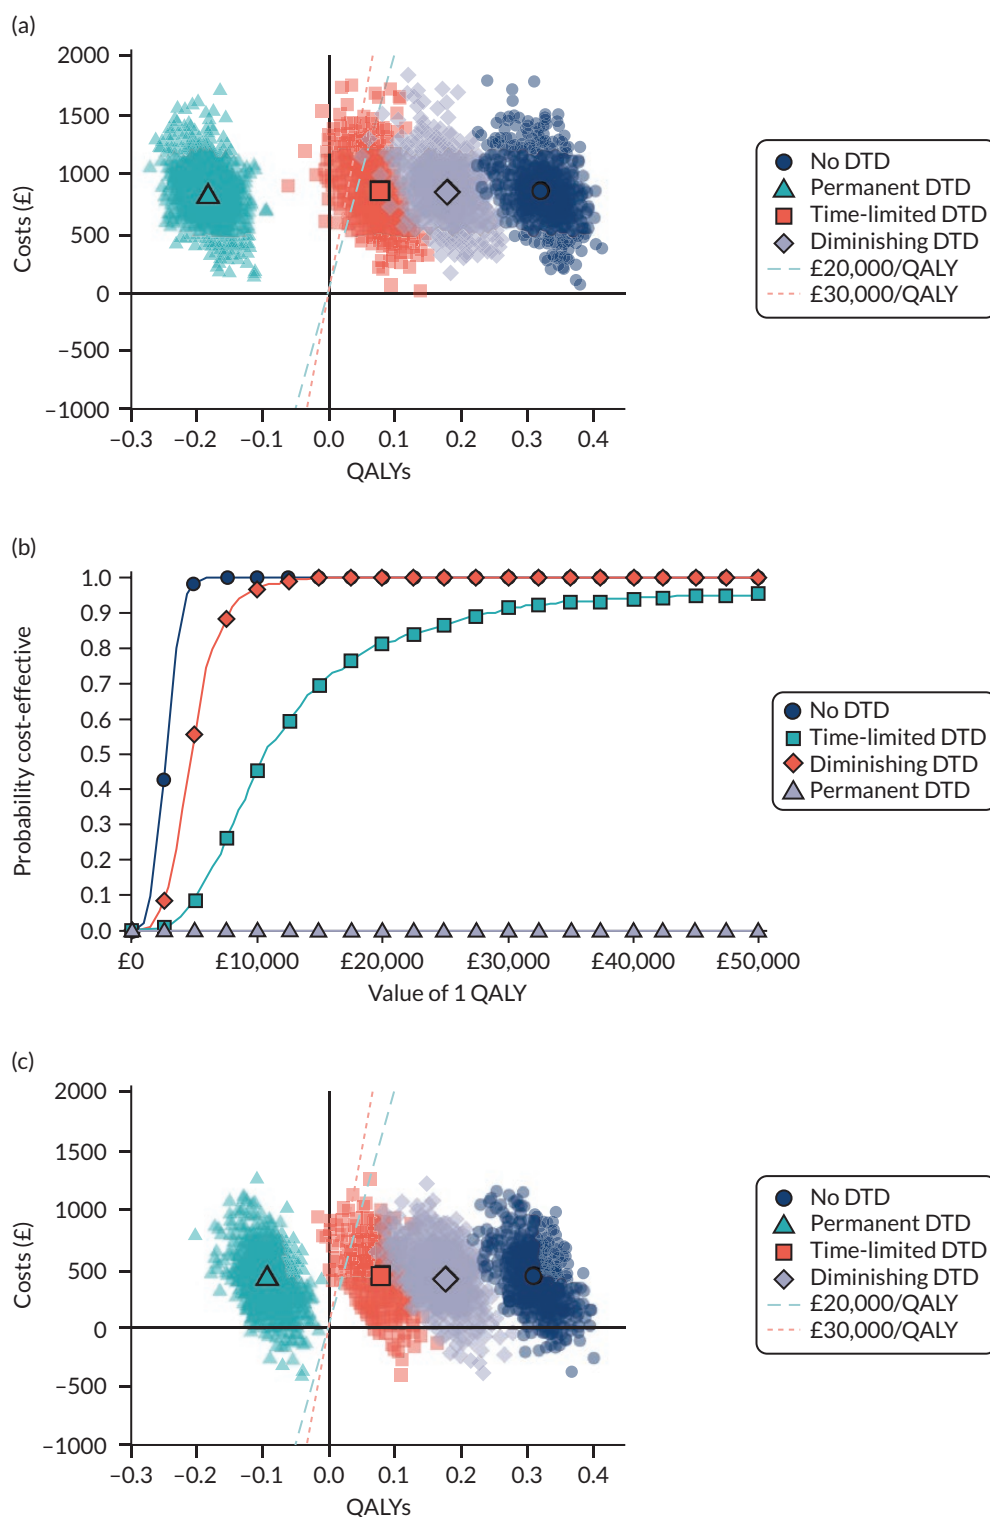 (a)
2000
1500
1000
500
0
−500
−1000
Costs (£)
−0.3 −0.2 −0.1 0.0 0.1 0.2 0.3 0.4
QALYs
No DTD
Permanent DTD
Time-limited DTD
Diminishing DTD
£20,000/QALY
£30,000/QALY
(b)
1.0
0.9
0.8
0.7
0.6
0.5
0.4
0.3
0.2
0.1
0.0
Probability cost-effective
£0 £10,000 £20,000 £30,000 £40,000 £50,000
Value of 1 QALY
No DTD
Time-limited DTD
Diminishing DTD
Permanent DTD
(c)
2000
1500
1000
500
0
−500
−1000
Costs (£)
−0.3 −0.2 −0.1 0.0 0.1 0.2 0.3 0.4
QALYs
No DTD
Permanent DTD
Time-limited DTD
Diminishing DTD
£20,000/QALY
£30,000/QALY